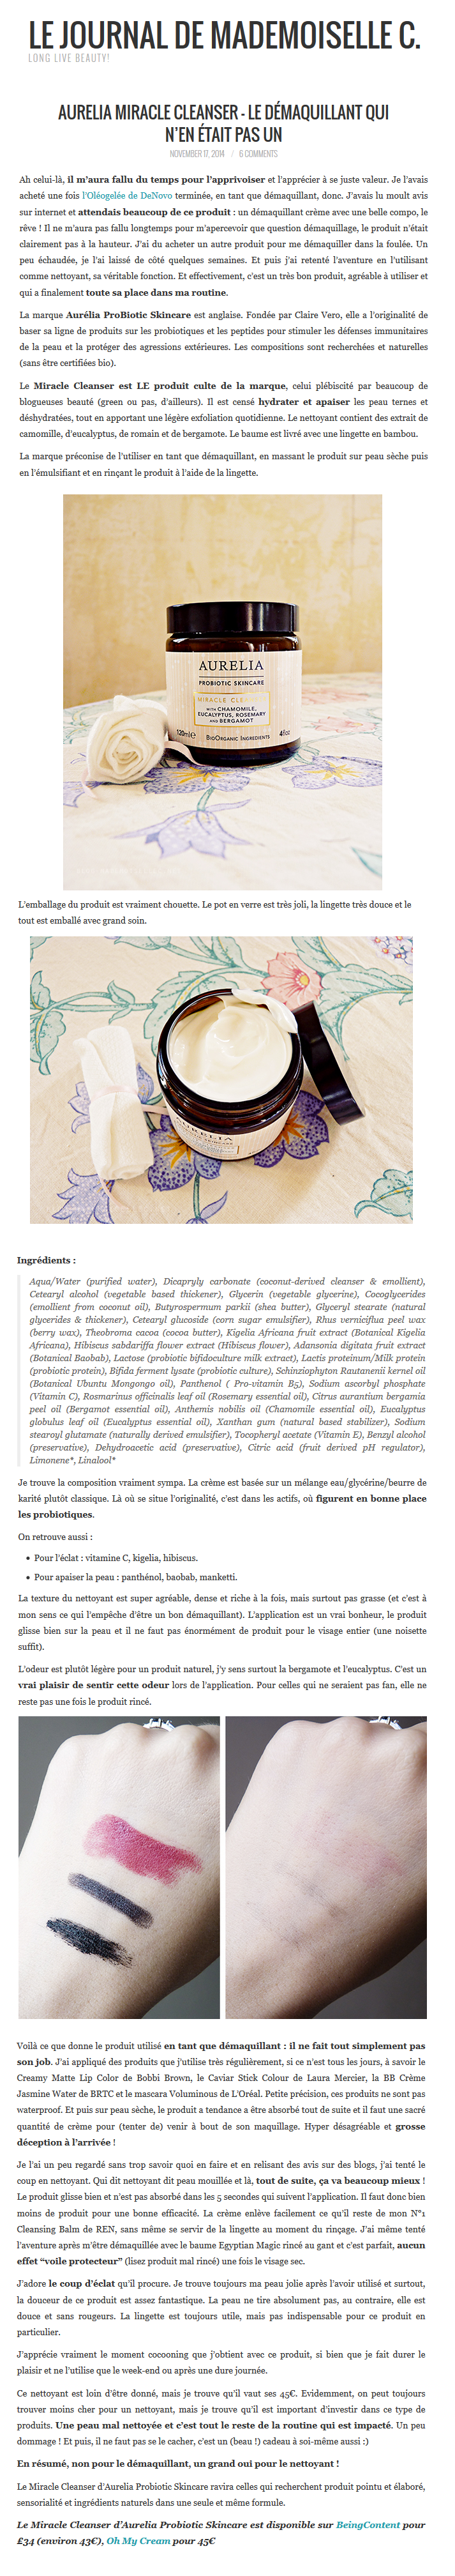 LE JOURNAL DE MADEMOISELLE C.
LONG LIVE BEAUTY!
AURELIA MIRACLE CLEANSER - LE DÉMAQUILLANT QUI
N'EN ÉTAIT PAS UN
NOVEMBER 17, 2014 / 6 COMMENTS
Ah celui-là, il m'aura fallu du temps pour l'apprivoiser et l'apprécier à se juste valeur. Je l'avais
acheté une fois l'Oléogelée de DeNovo terminée, en tant que démaquillant, donc. J'avais lu moult avis
sur internet et attendais beaucoup de ce produit : un démaquillant crème avec une belle compo, le
rêve ! Il ne m'aura pas fallu longtemps pour m'apercevoir que question démaquillage, le produit n'était
clairement pas à la hauteur. J'ai du acheter un autre produit pour me démaquiller dans la foulée. Un
peu échaudée, je l'ai laissé de côté quelques semaines. Et puis j'ai retenté l'aventure en l'utilisant
comme nettoyant, sa véritable fonction. Et effectivement, c'est un très bon produit, agréable à utiliser et
qui a finalement toute sa place dans ma routine.
La marque Aurélia ProBiotic Skincare est anglaise. Fondée par Claire Vero, elle a l'originalité de
baser sa ligne de produits sur les probiotiques et les peptides pour stimuler les défenses immunitaires
de la peau et la protéger des agressions extérieures. Les compositions sont recherchées et naturelles
(sans être certifiées bio).
Le Miracle Cleanser est LE produit culte de la marque, celui plébiscité par beaucoup de
blogueuses beauté (green ou pas, d'ailleurs). Il est censé hydrater et apaiser les peau ternes et
déshydratées, tout en apportant une légère exfoliation quotidienne. Le nettoyant contient des extrait de
camomille, d'eucalyptus, de romain et de bergamote. Le baume est livré avec une lingette en bambou.
La marque préconise de l'utiliser en tant que démaquillant, en massant le produit sur peau sèche puis
en l'émulsifiant et en rinçant le produit à l'aide de la lingette.
AURELIA
PROBIOTIC SKINCARE
MIRACLE CLE
WITH CHAMOMILE,
EUCALYPTUS, ROSEMARY
AND BERGAMOT
120ml e BIOORGANIC INGREDIENTS 4foz
L'emballage du produit est vraiment chouette. Le pot en verre est très joli, la lingette très douce et le
tout est emballé avec grand soin.
AURELIA
Ingrédients :
Aqua/Water (purified water), Dicapryly carbonate (coconut-derived cleanser & emollient),
Cetearyl alcohol (vegetable based thickener), Glycerin (vegetable glycerine), Cocoglycerides
(emollient from coconut oil), Butyrospermum parkii (shea butter), Glyceryl stearate (natural
glycerides & thickener), Cetearyl glucoside (corn sugar emulsifier), Rhus verniciflua peel wax
(berry wax), Theobroma cacoa (cocoa butter), Kigelia Africana fruit extract (Botanical Kigelia
Africana), Hibiscus sabdariffa flower extract (Hibiscus flower), Adansonia digitata fruit extract
(Botanical Baobab), Lactose (probiotic bifidoculture milk extract), Lactis proteinum/Milk protein
(probiotic protein), Bifida ferment lysate (probiotic culture), Schinziophyton Rautanenii kernel oil
(Botanical Ubuntu Mongongo oil), Panthenol ( Pro-vitamin B5), Sodium ascorbyl phosphate
(Vitamin C), Rosmarinus officinalis leaf oil (Rosemary essential oil), Citrus aurantium bergamia
peel oil (Bergamot essential oil), Anthemis nobilis oil (Chamomile essential oil), Eucalyptus
globulus leaf oil (Eucalyptus essential oil), Xanthan gum (natural based stabilizer), Sodium
stearoyl glutamate (naturally derived emulsifier), Tocopheryl acetate (Vitamin E), Benzyl alcohol
(preservative), Dehydroacetic acid (preservative), Citric acid (fruit derived pH regulator),
Limonene*, Linalool*
Je trouve la composition vraiment sympa. La crème est basée sur un mélange eau/glycérine/beurre de
karité plutôt classique. Là où se situe l'originalité, c'est dans les actifs, où figurent en bonne place
les probiotiques.
On retrouve aussi :
• Pour l'éclat : vitamine C, kigelia, hibiscus.
• Pour apaiser la peau : panthénol, baobab, manketti.
La texture du nettoyant est super agréable, dense et riche à la fois, mais surtout pas grasse (et c'est à
mon sens ce qui l'empêche d'être un bon démaquillant). L'application est un vrai bonheur, le produit
glisse bien sur la peau et il ne faut pas énormément de produit pour le visage entier (une noisette
suffit).
L'odeur est plutôt légère pour un produit naturel, j'y sens surtout la bergamote et l'eucalyptus. C'est un
vrai plaisir de sentir cette odeur lors de l'application. Pour celles qui ne seraient pas fan, elle ne
reste pas une fois le produit rincé.
Voilà ce que donne le produit utilisé en tant que démaquillant : il ne fait tout simplement pas
son job. J'ai appliqué des produits que j'utilise très régulièrement, si ce n'est tous les jours, à savoir le
Creamy Matte Lip Color de Bobbi Brown, le Caviar Stick Colour de Laura Mercier, la BB Crème
Jasmine Water de BRTC et le mascara Voluminous de L'Oréal. Petite précision, ces produits ne sont pas
waterproof. Et puis sur peau sèche, le produit a tendance a être absorbé tout de suite et il faut une sacré
quantité de crème pour (tenter de) venir à bout de son maquillage. Hyper désagréable et grosse
déception à l'arrivée !
Je l'ai un peu regardé sans trop savoir quoi en faire et en relisant des avis sur des blogs, j'ai tenté le
coup en nettoyant. Qui dit nettoyant dit peau mouillée et là, tout de suite, ça va beaucoup mieux !
Le produit glisse bien et n'est pas absorbé dans les 5 secondes qui suivent l'application. Il faut donc bien
moins de produit pour une bonne efficacité. La crème enlève facilement ce qu'il reste de mon N°1
Cleansing Balm de REN, sans même se servir de la lingette au moment du rinçage. J'ai même tenté
l'aventure après m'être démaquillée avec le baume Egyptian Magic rincé au gant et c'est parfait, aucun
effet "voile protecteur" (lisez produit mal rincé) une fois le visage sec.
J'adore le coup d'éclat qu'il procure. Je trouve toujours ma peau jolie après l'avoir utilisé et surtout,
la douceur de ce produit est assez fantastique. La peau ne tire absolument pas, au contraire, elle est
douce et sans rougeurs. La lingette est toujours utile, mais pas indispensable pour ce produit en
particulier.
J'apprécie vraiment le moment cocooning que j'obtient avec ce produit, si bien que je fait durer le
plaisir et ne l'utilise que le week-end ou après une dure journée.
Ce nettoyant est loin d'être donné, mais je trouve qu'il vaut ses 45€. Evidemment, on peut toujours
trouver moins cher pour un nettoyant, mais je trouve qu'il est important d'investir dans ce type de
produits. Une peau mal nettoyée et c'est tout le reste de la routine qui est impacté. Un peu
dommage ! Et puis, il ne faut pas se le cacher, c'est un (beau !) cadeau à soi-même aussi :)
En résumé, non pour le démaquillant, un grand oui pour le nettoyant !
Le Miracle Cleanser d'Aurelia Probiotic Skincare ravira celles qui recherchent produit pointu et élaboré,
sensorialité et ingrédients naturels dans une seule et même formule.
Le Miracle Cleanser d'Aurelia Probiotic Skincare est disponible sur BeingContent pour
£34 (environ 43€), Oh My Cream pour 45€